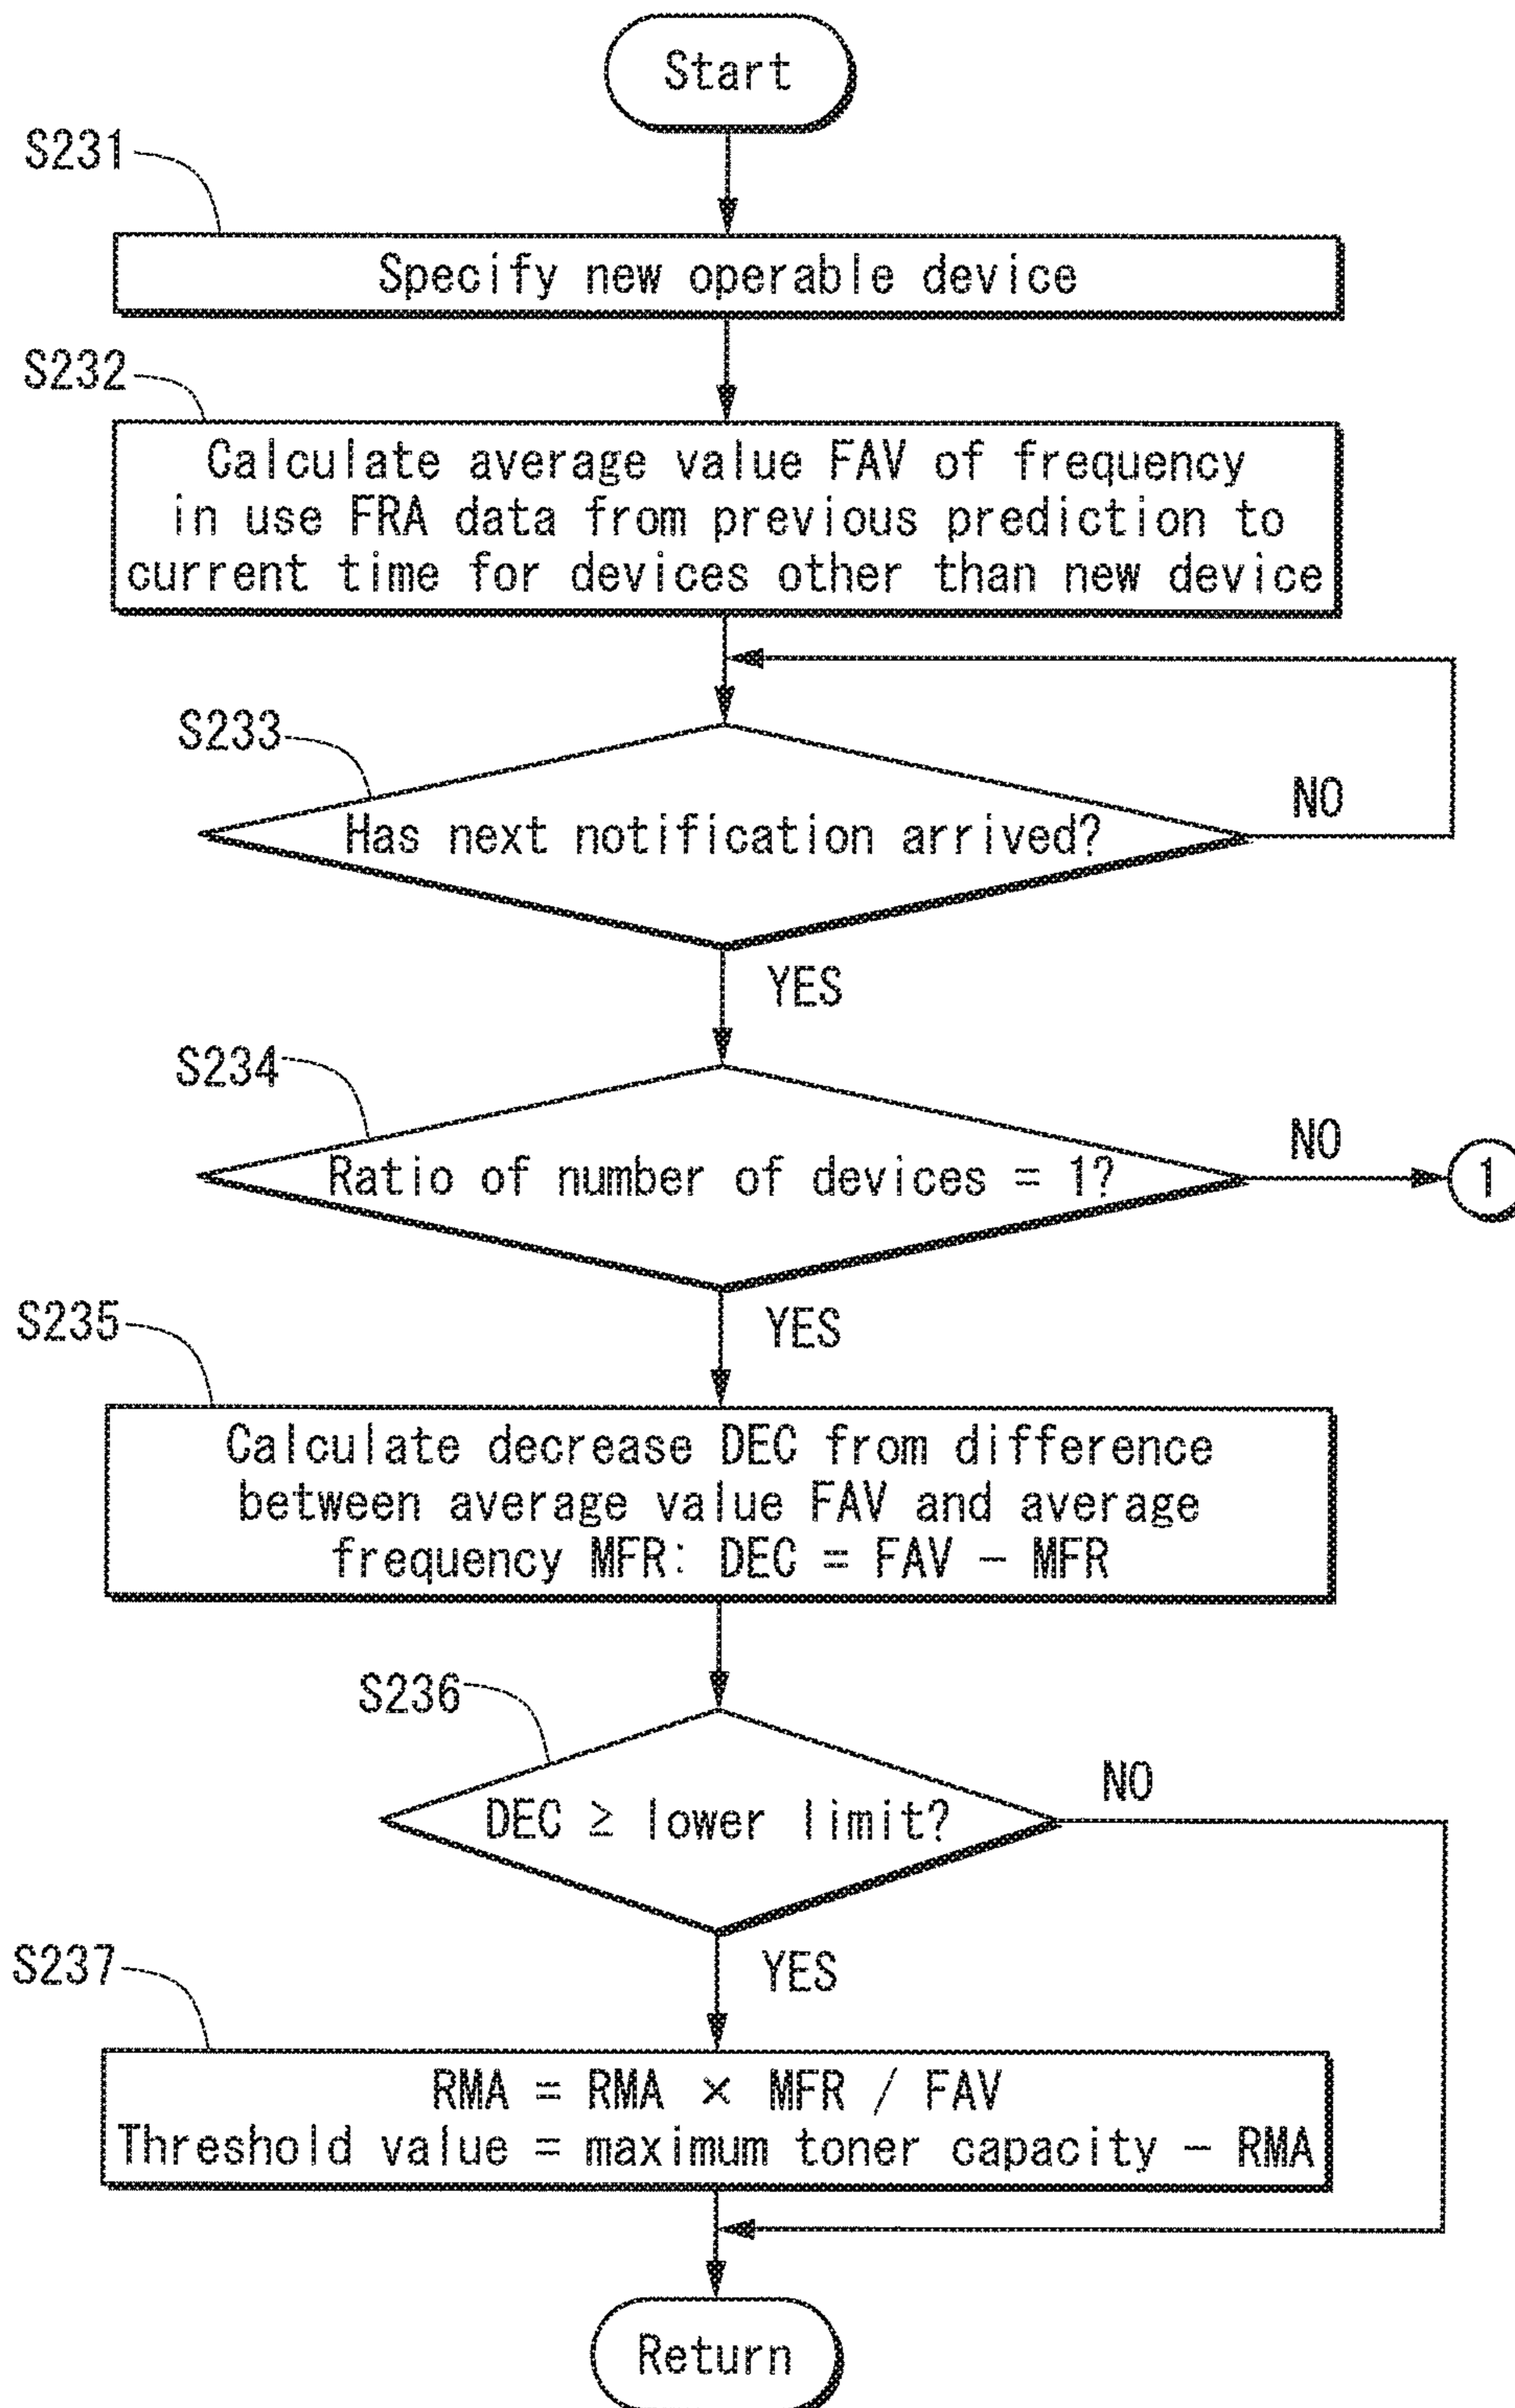 Start
S231
Specify new operable device
S232
Calculate average value FAV of frequency
in use FRA data from previous prediction to
current time for devices other than new device
S233
Has next notification arrived?
NO
YES
S234
Ratio of number of devices = 1?
NO
1
YES
S235
Calculate decrease DEC from difference
between average value FAV and average
frequency MFR: DEC = FAV − MFR
S236
DEC ≥ lower limit?
NO
YES
S237
RMA = RMA × MFR / FAV
Threshold value = maximum toner capacity − RMA
Return